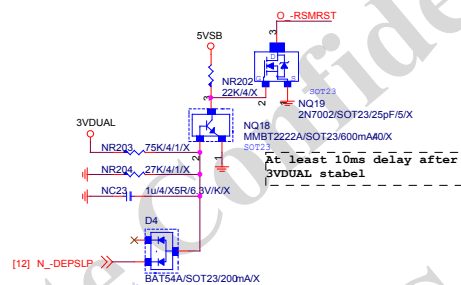 O_-RSMRST
5VSB
3
D
G
S
SOT23
NR202
22K/4/X
2
NQ19
2N7002/SOT23/25pF/5/X
3
NQ18
MMBT2222A/SOT23/600mA40/X
SOT23
3VDUAL
2
1
NR203 75K/4/1/X
At least 10ms delay after
3VDUAL stabel
NR204 27K/4/1/X
NC23 1u/4/X5R/6.3V/K/X
D4
[12] N_-DEPSLP
BAT54A/SOT23/200mA/X